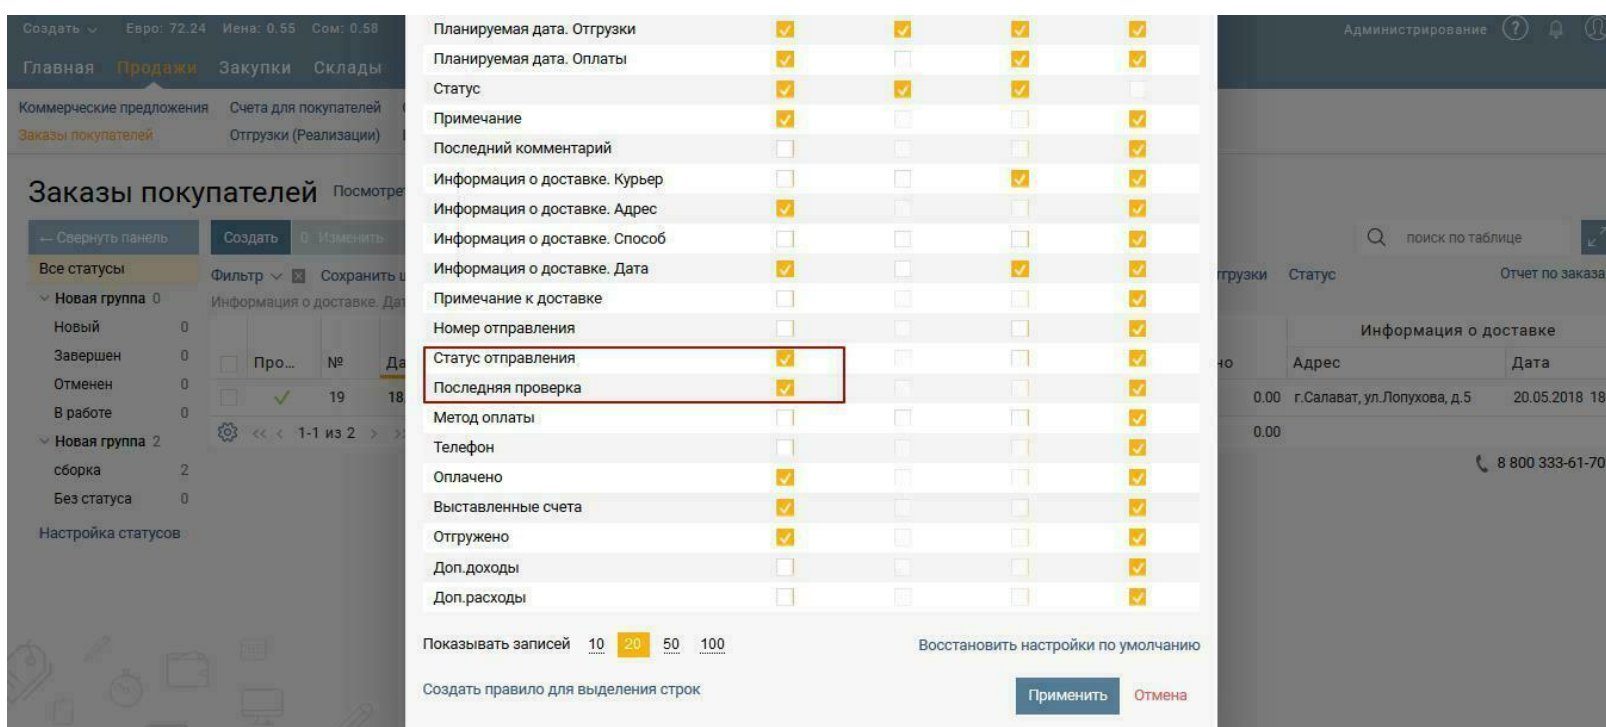 Создать Евро: 72.24 Иена: 0.55 Сом: 0.58
Администрирование ?
Главная Продажи Закупки Склады
Коммерческие предложения Счета для покупателей
Заказы покупателей Отгрузки (Реализации)
Заказы покупателей
← Свернуть панель
Все статусы
Новая группа 0
Новый 0
Завершен 0
Отменен 0
В работе 0
Новая группа 2
сборка 2
Без статуса 0
Настройка статусов
Создать 0 Изменить
Фильтр Сохранить
Информация о доставке.
Про... №
19 18.
<< < 1-1 из 2 >
Планируемая дата. Отгрузки
Планируемая дата. Оплаты
Статус
Примечание
Последний комментарий
Информация о доставке. Курьер
Информация о доставке. Адрес
Информация о доставке. Способ
Информация о доставке. Дата
Примечание к доставке
Номер отправления
Статус отправления
Последняя проверка
Метод оплаты
Телефон
Оплачено
Выставленные счета
Отгружено
Доп.доходы
Доп.расходы
Показывать записей 10 20 50 100
Восстановить настройки по умолчанию
Создать правило для выделения строк
Применить Отмена
поиск по таблице
Статус Отчет по заказа
Информация о доставке
Адрес Дата
0.00 г.Салават, ул.Лопухова, д.5 20.05.2018 18
0.00
8 800 333-61-70